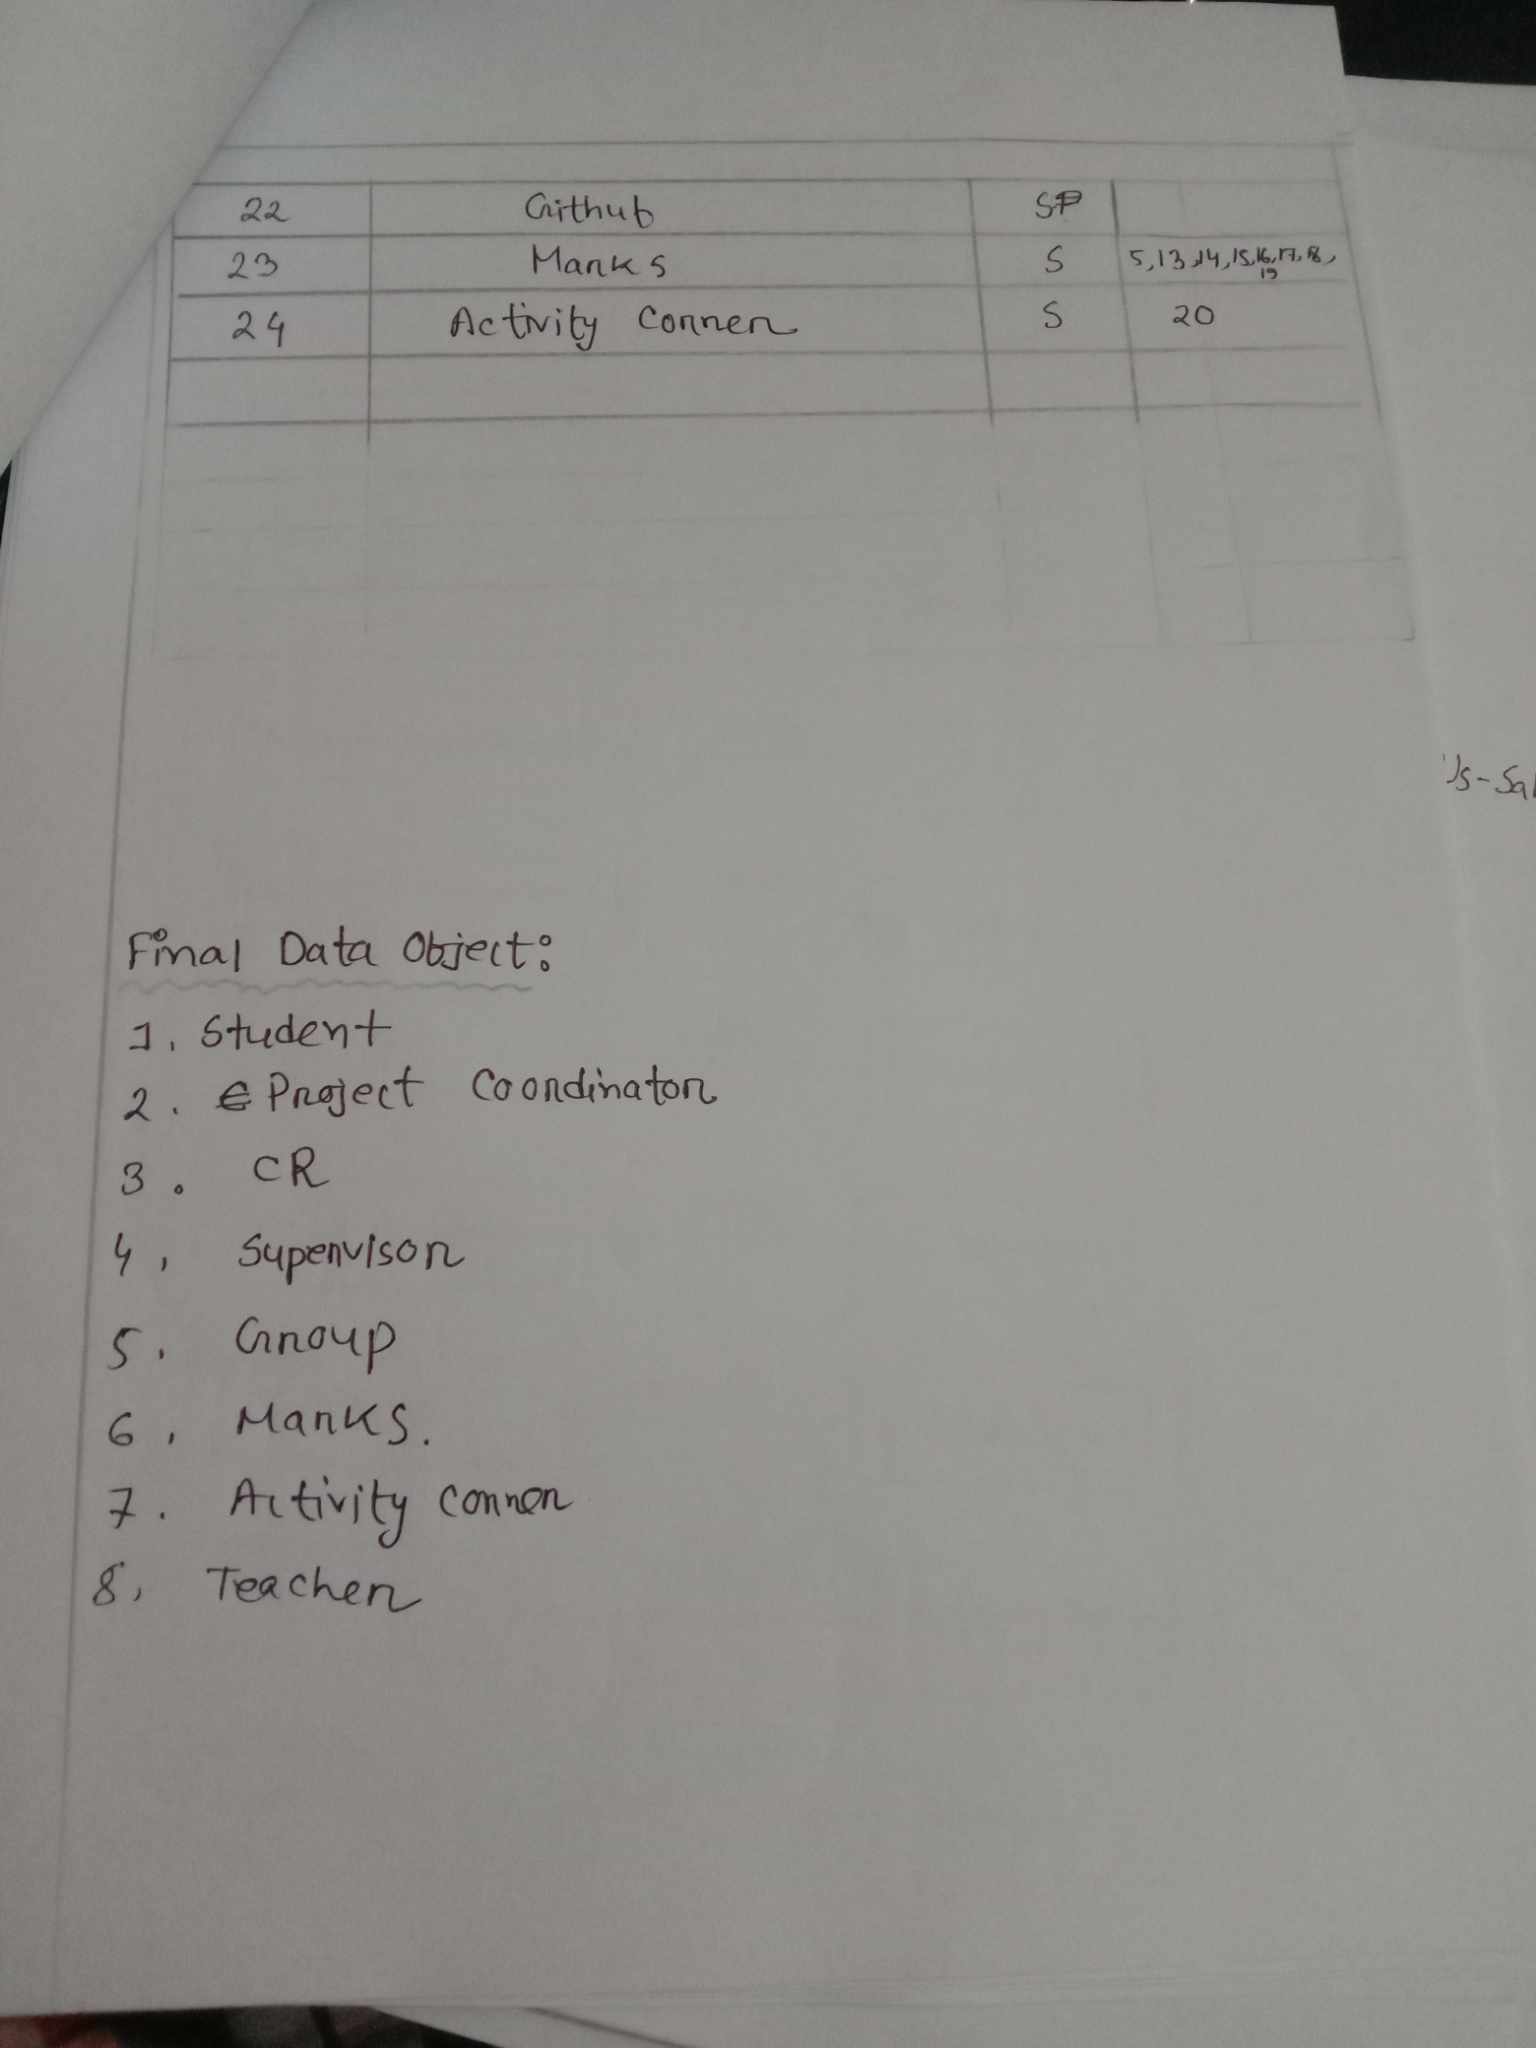 22 Github SP
23 Marks S 5,13,14,15,16,17,18,
19
24 Activity Corner S 20
Final Data Object:
1. Student
2. Project Coordinator
3. CR
4. Supervisor
5. Group
6. Marks.
7. Activity corner
8. Teacher